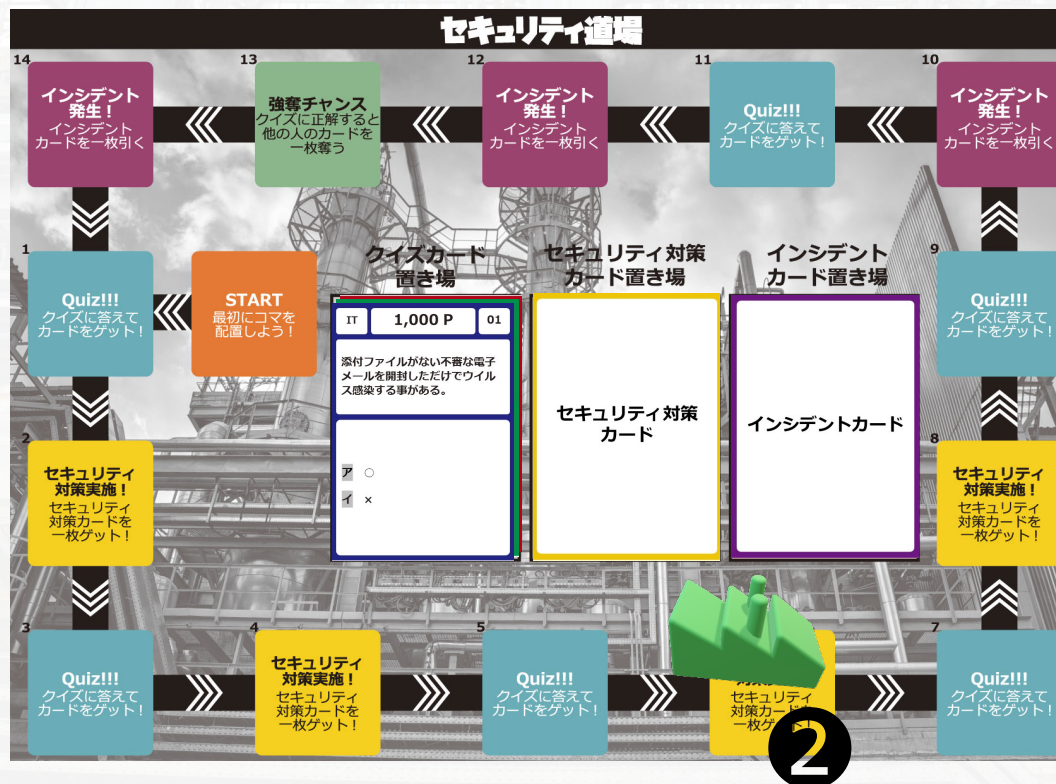 セキュリティ道場
14
インシデント
発生！
インシデント
カードを一枚引く
13
強奪チャンス
クイズに正解すると
他の人のカードを
一枚奪う
12
インシデント
発生！
インシデント
カードを一枚引く
11
Quiz!!!
クイズに答えて
カードをゲット！
10
インシデント
発生！
インシデント
カードを一枚引く
1
Quiz!!!
クイズに答えて
カードをゲット！
START
最初にコマを
配置しよう！
クイズカード
置き場
IT
1,000 P
01
添付ファイルがない不審な電子
メールを開封しただけでウイル
ス感染する事がある。
ア ○
イ ×
セキュリティ対策
カード置き場
セキュリティ対策
カード
インシデント
カード置き場
インシデントカード
9
Quiz!!!
クイズに答えて
カードをゲット！
2
セキュリティ
対策実施！
セキュリティ
対策カードを
一枚ゲット！
8
セキュリティ
対策実施！
セキュリティ
対策カードを
一枚ゲット！
3
Quiz!!!
クイズに答えて
カードをゲット！
4
セキュリティ
対策実施！
セキュリティ
対策カードを
一枚ゲット！
5
Quiz!!!
クイズに答えて
カードをゲット！
セキュリティ
対策カード
一枚ゲ
2
7
Quiz!!!
クイズに答えて
カードをゲット！